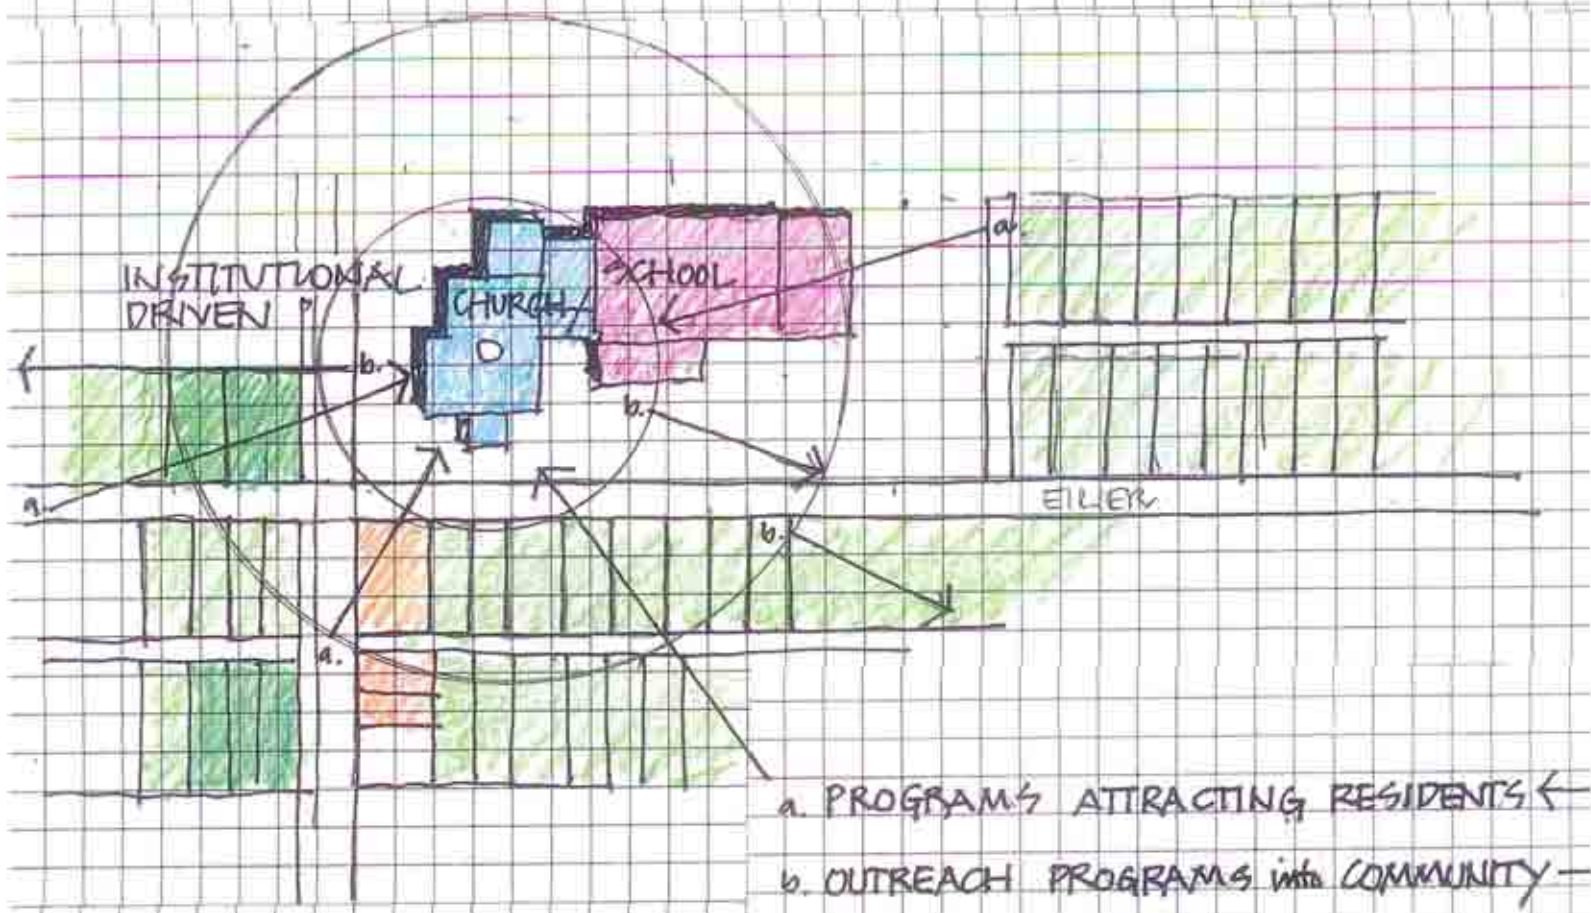 INSTITUTIONAL
DRIVEN
CHURCH/
SCHOOL
a.
b.
b.
a.
EILER
b.
a.
a. PROGRAMS ATTRACTING RESIDENTS ←
b. OUTREACH PROGRAMS into COMMUNITY –